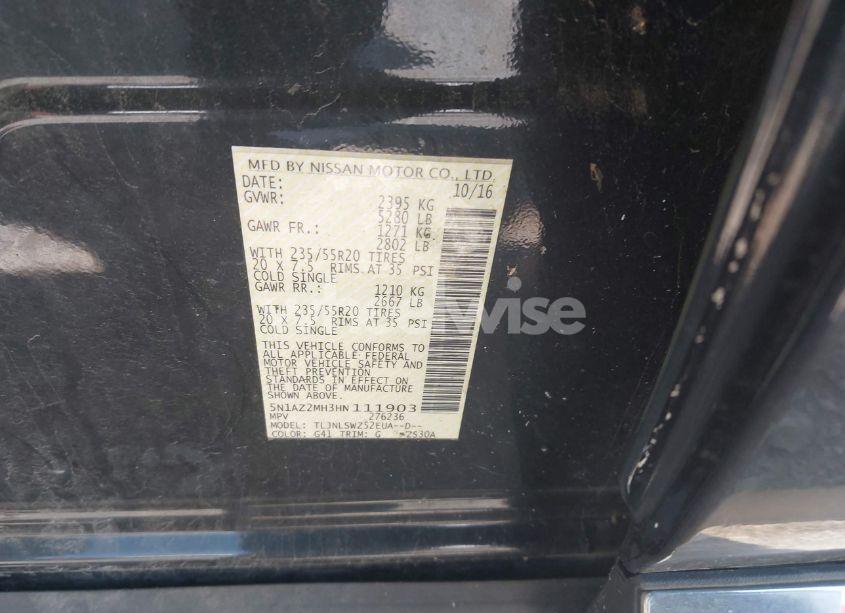 MFD BY NISSAN MOTOR CO., LTD.
DATE: 10/16
GVWR: 2395 KG
5280 LB
GAWR FR.: 1271 KG.
2802 LB
WITH 235/55R20 TIRES
20 X 7.5 RIMS AT 35 PSI
COLD SINGLE
GAWR RR.: 1210 KG
2667 LB
WITH 235/55R20 TIRES
20 X 7.5 RIMS AT 35 PSI
COLD SINGLE
THIS VEHICLE CONFORMS TO
ALL APPLICABLE FEDERAL
MOTOR VEHICLE SAFETY AND
THEFT PREVENTION
STANDARDS IN EFFECT ON
THE DATE OF MANUFACTURE
SHOWN ABOVE.
5N1AZ2MH3HN 111903
MPV 276236
MODEL: TLJNLSWZ52EUA--D--
COLOR: G41 TRIM: G